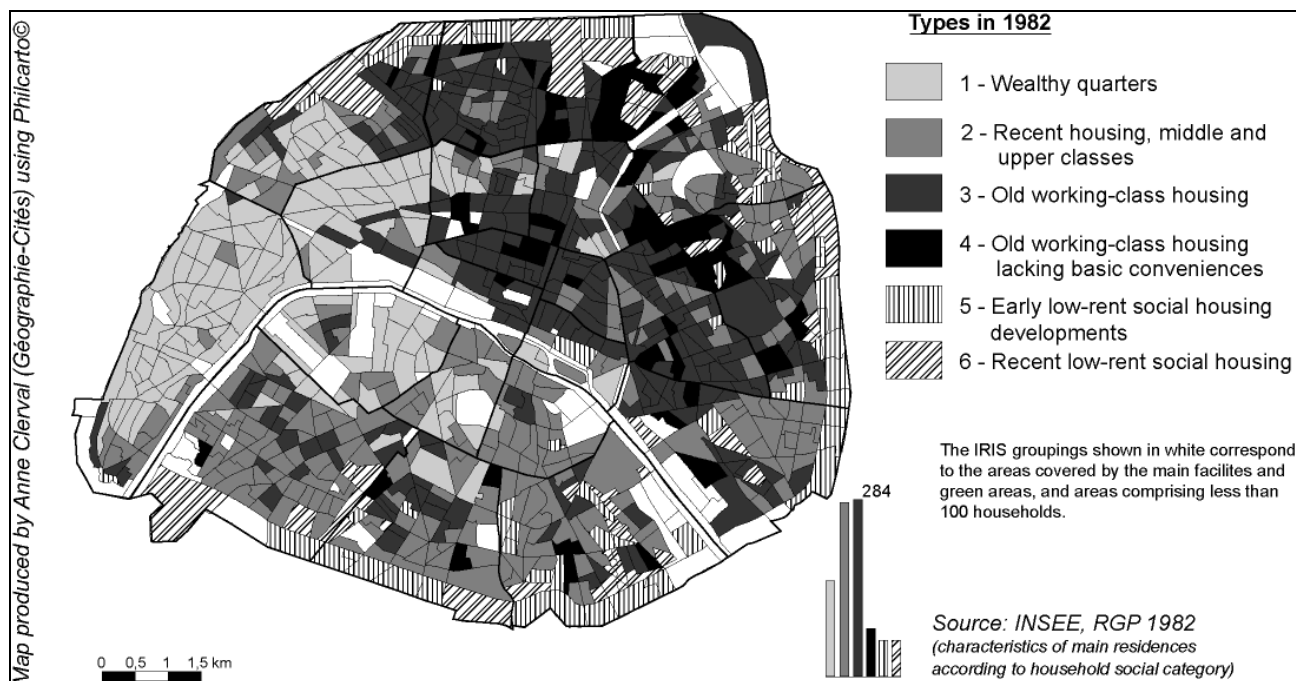 Map produced by Anne Clerval (Géographie-Cités) using Philcarto©
Types in 1982
1 - Wealthy quarters
2 - Recent housing, middle and
upper classes
3 - Old working-class housing
4 - Old working-class housing
lacking basic conveniences
5 - Early low-rent social housing
developments
6 - Recent low-rent social housing
The IRIS groupings shown in white correspond
to the areas covered by the main facilites and
green areas, and areas comprising less than
100 households.
284
Source: INSEE, RGP 1982
(characteristics of main residences
according to household social category)
0 0,5 1 1,5 km